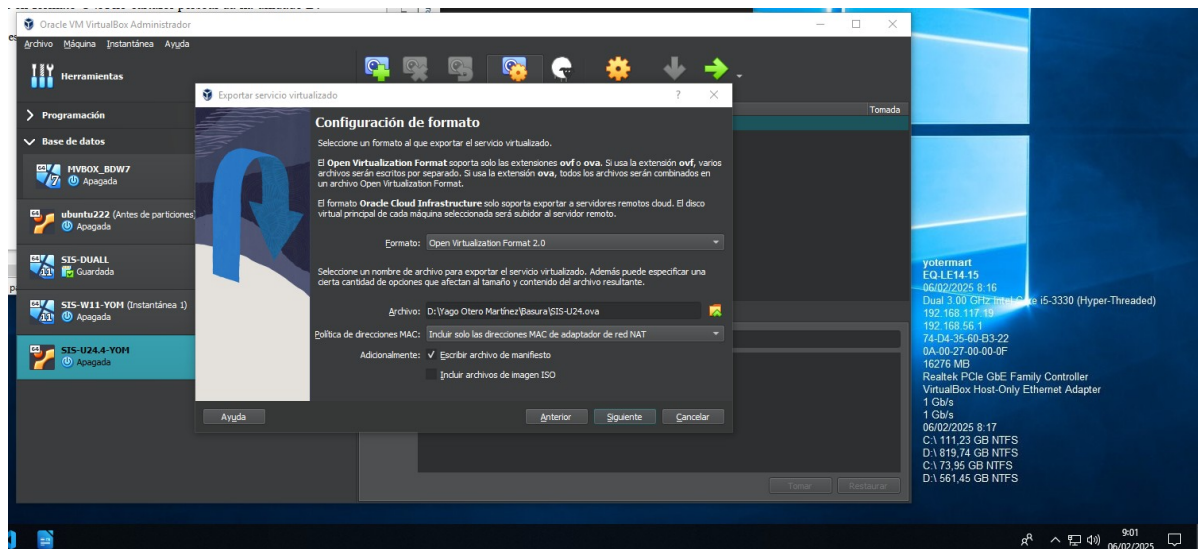 Oracle VM VirtualBox Administrador
Archivo Máquina Instantánea Ayuda
Herramientas
Tomada
Programación
Base de datos
MVBOX_BDW7
Apagada
ubuntu222 (Antes de particiones)
Apagada
SIS-DUALL
Guardada
SIS-W11-YOM (Instantánea 1)
Apagada
SIS-U24.4-YOM
Apagada
Exportar servicio virtualizado
Configuración de formato
Seleccione un formato al que exportar el servicio virtualizado.
El Open Virtualization Format soporta solo las extensiones ovf o ova. Si usa la extensión ovf, varios
archivos serán escritos por separado. Si usa la extensión ova, todos los archivos serán combinados en
un archivo Open Virtualization Format.
El formato Oracle Cloud Infrastructure solo soporta exportar a servidores remotos cloud. El disco
virtual principal de cada máquina seleccionada será subidor al servidor remoto.
Formato: Open Virtualization Format 2.0
Seleccione un nombre de archivo para exportar el servicio virtualizado. Además puede especificar una
cierta cantidad de opciones que afectan al tamaño y contenido del archivo resultante.
Archivo: D:\Yago Otero Martínez\Basura\SIS-U24.ova
Política de direcciones MAC: Incluir solo las direcciones MAC de adaptador de red NAT
Adicionalmente: Escribir archivo de manifiesto
Incluir archivos de imagen ISO
Ayuda Anterior Siguiente Cancelar
Tomar Restaurar
yotermart
EQ-LE14-15
06/02/2025 8:16
Dual 3.00 GHz Intel Core i5-3330 (Hyper-Threaded)
192.168.117.19
192.168.56.1
74-D4-35-60-B3-22
0A-00-27-00-00-0F
16276 MB
Realtek PCIe GbE Family Controller
VirtualBox Host-Only Ethernet Adapter
1 Gb/s
1 Gb/s
06/02/2025 8:17
C:\ 111,23 GB NTFS
D:\ 819,74 GB NTFS
C:\ 73,95 GB NTFS
D:\ 561,45 GB NTFS
9:01
06/02/2025